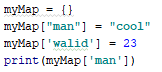 myMap = {}
myMap["man"] = "cool"
myMap['walid'] = 23
print(myMap['man'])